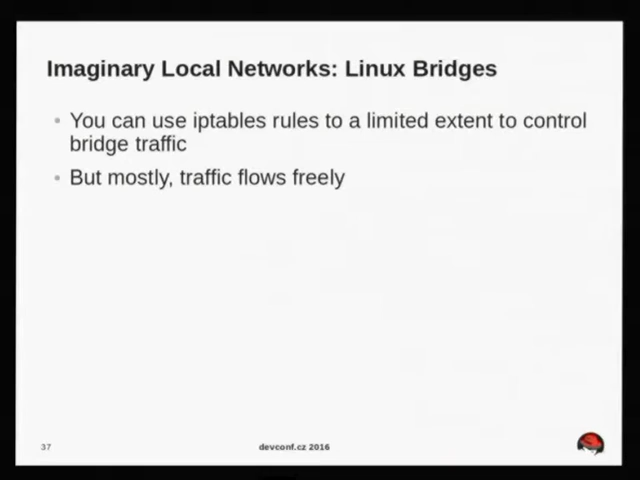 Imaginary Local Networks: Linux Bridges
You can use iptables rules to a limited extent to control
bridge traffic
But mostly, traffic flows freely
37
devconf.cz 2016